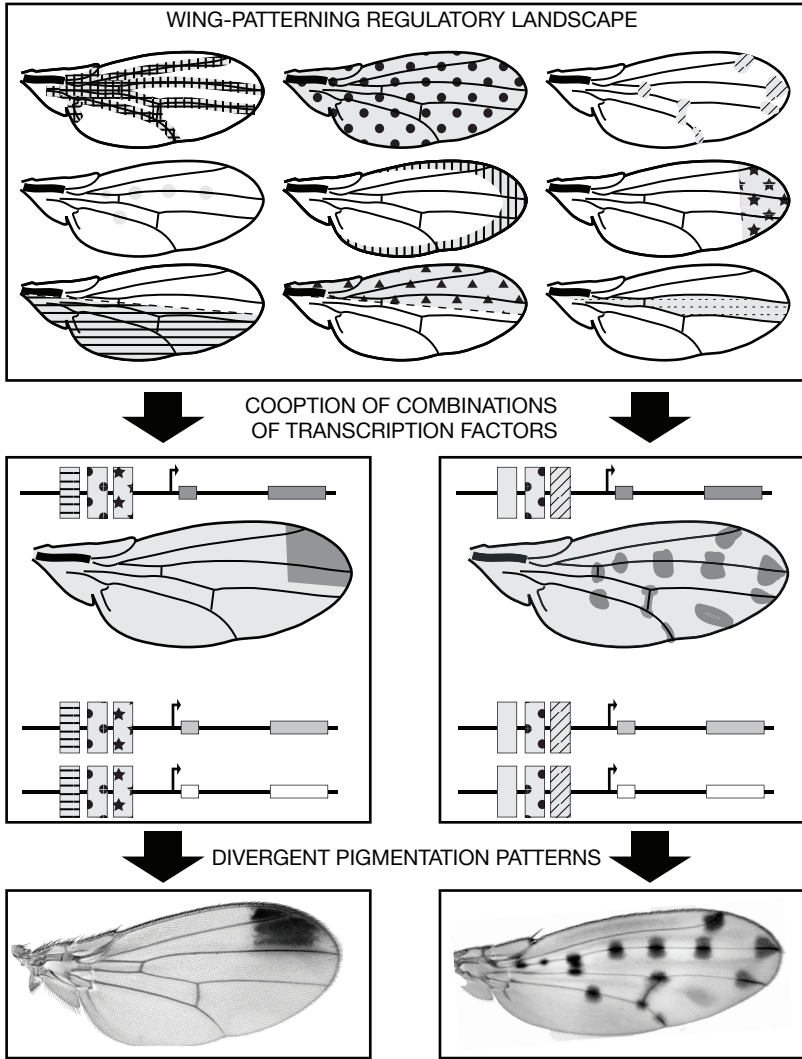 WING-PATTERNING REGULATORY LANDSCAPE
COOPTION OF COMBINATIONS
OF TRANSCRIPTION FACTORS
DIVERGENT PIGMENTATION PATTERNS